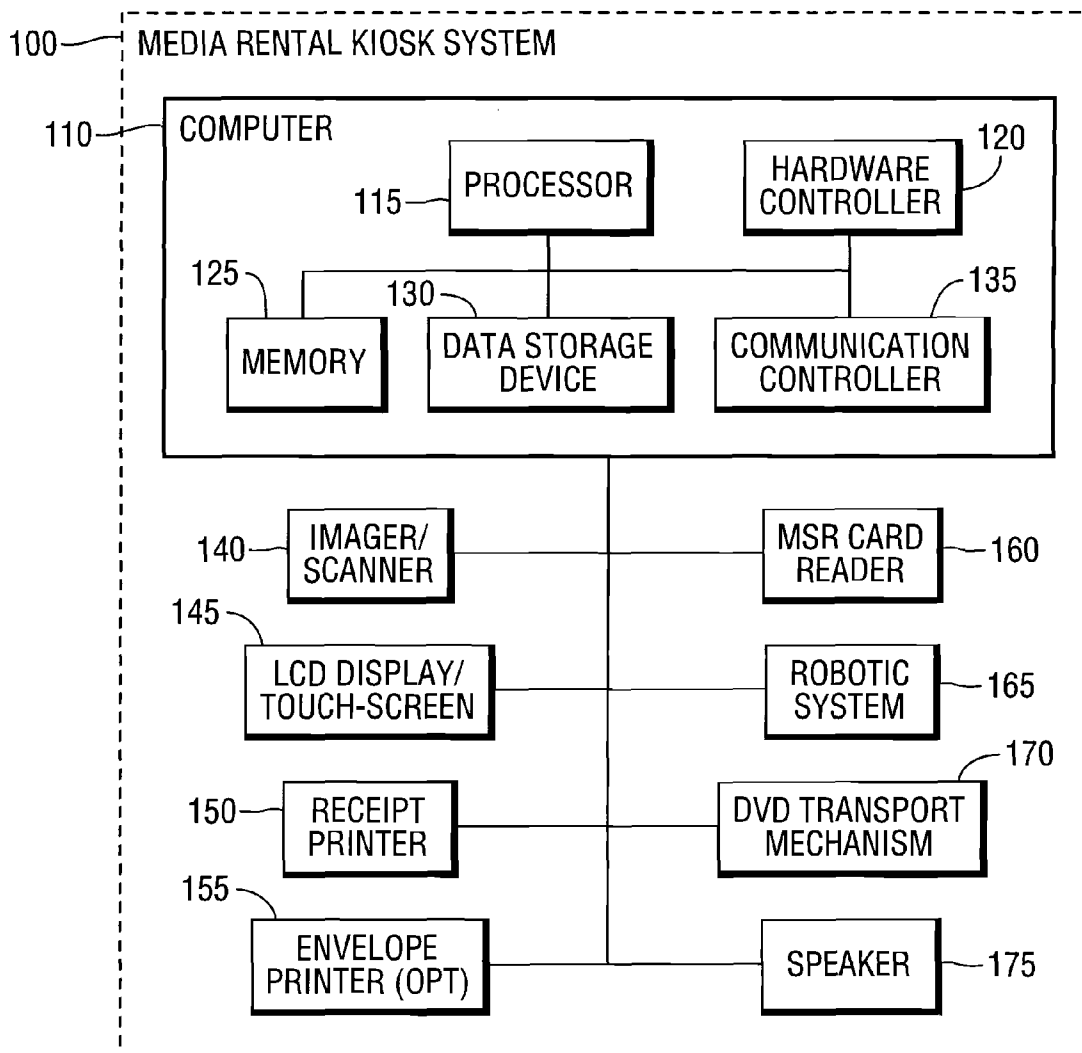 100
MEDIA RENTAL KIOSK SYSTEM
110
COMPUTER
115
PROCESSOR
120
HARDWARE
CONTROLLER
125
MEMORY
130
DATA STORAGE
DEVICE
135
COMMUNICATION
CONTROLLER
140
IMAGER/
SCANNER
MSR CARD
READER
160
145
LCD DISPLAY/
TOUCH-SCREEN
ROBOTIC
SYSTEM
165
150
RECEIPT
PRINTER
170
DVD TRANSPORT
MECHANISM
155
ENVELOPE
PRINTER (OPT)
SPEAKER
175